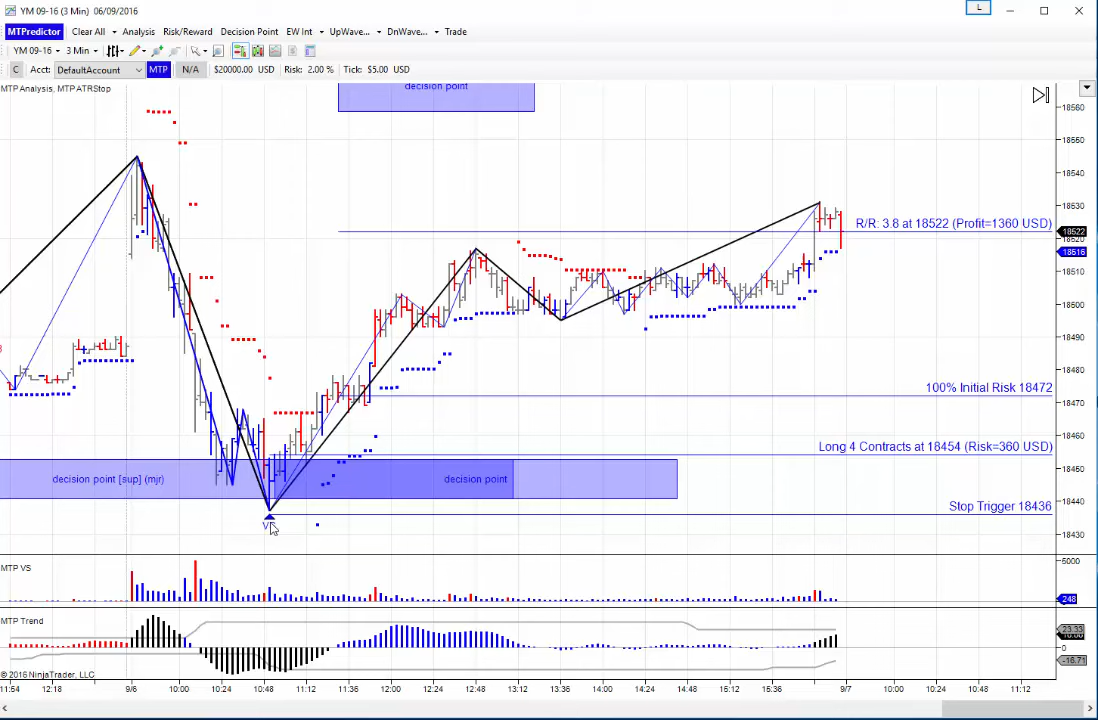 YM 09-16 (3 Min) 06/09/2016
L
MTPredictor Clear All Analysis Risk/Reward Decision Point EW Int UpWave... DnWave... Trade
YM 09-16 3 Min
C Acct: DefaultAccount MTP N/A $20000.00 USD Risk: 2.00 % Tick: $5.00 USD
MTP Analysis, MTP ATRStop
decision point
18560
18550
18540
18530
R/R: 3.8 at 18522 (Profit=1360 USD)
18522
18520
18516
18510
18500
18490
18480
100% Initial Risk 18472
18470
18460
Long 4 Contracts at 18454 (Risk=360 USD)
18450
decision point [sup] (mjr) decision point
18440
Stop Trigger 18436
18430
MTP VS
5000
248
MTP Trend
23.33
0
-16.71
© 2016 NinjaTrader, LLC
11:54 12:18 9/6 10:00 10:24 10:48 11:12 11:36 12:00 12:24 12:48 13:12 13:36 14:00 14:24 14:48 15:12 15:36 9/7 10:00 10:24 10:48 11:12